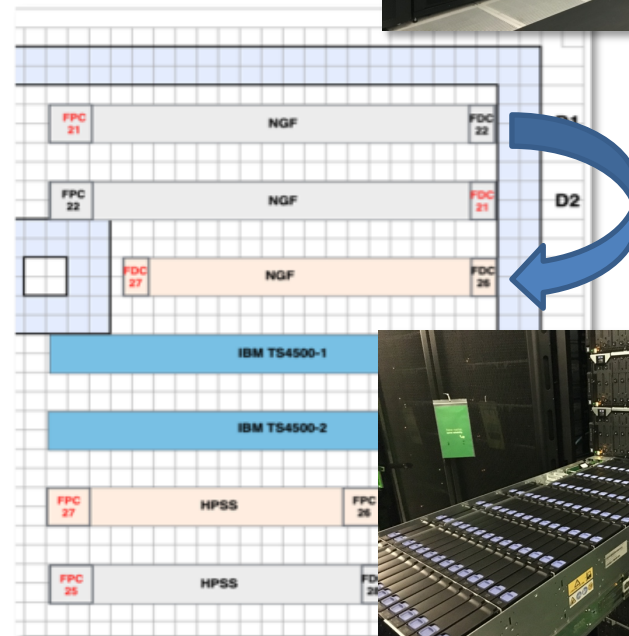 FPC
21
NGF
FDC
22
FPC
22
NGF
FDC
21
D2
FDC
27
NGF
FDC
26
IBM TS4500-1
IBM TS4500-2
FPC
27
HPSS
FPC
26
FPC
25
HPSS